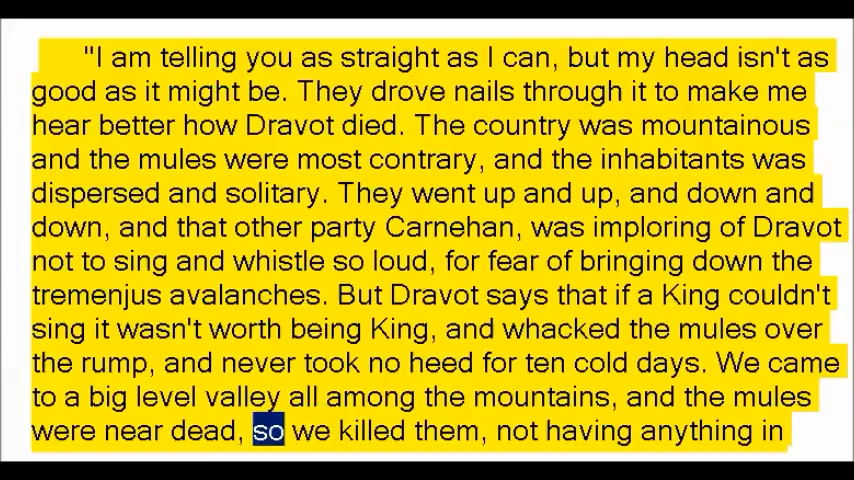 "I am telling you as straight as I can, but my head isn't as
good as it might be. They drove nails through it to make me
hear better how Dravot died. The country was mountainous
and the mules were most contrary, and the inhabitants was
dispersed and solitary. They went up and up, and down and
down, and that other party Carnehan, was imploring of Dravot
not to sing and whistle so loud, for fear of bringing down the
tremenjus avalanches. But Dravot says that if a King couldn't
sing it wasn't worth being King, and whacked the mules over
the rump, and never took no heed for ten cold days. We came
to a big level valley all among the mountains, and the mules
were near dead, so we killed them, not having anything in